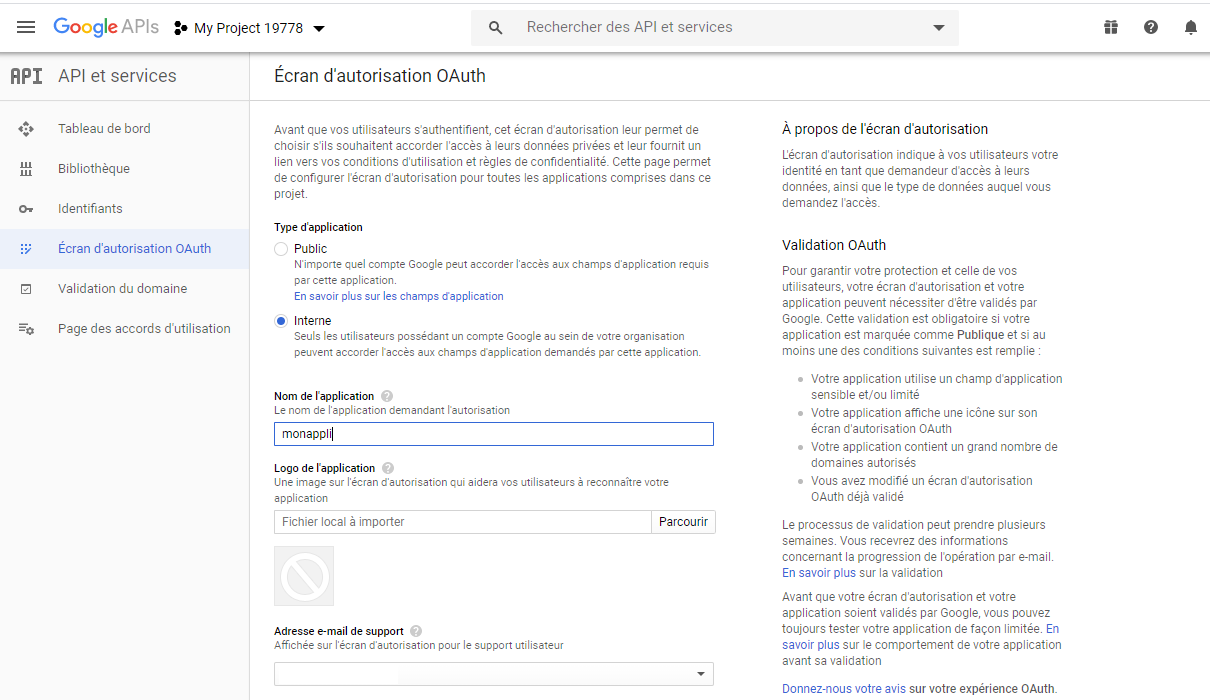 Google APIs
My Project 19778
Rechercher des API et services
API
API et services
Tableau de bord
Bibliothèque
Identifiants
Écran d'autorisation OAuth
Validation du domaine
Page des accords d'utilisation
Écran d'autorisation OAuth
Avant que vos utilisateurs s'authentifient, cet écran d'autorisation leur permet de
choisir s'ils souhaitent accorder l'accès à leurs données privées et leur fournit un
lien vers vos conditions d'utilisation et règles de confidentialité. Cette page permet
de configurer l'écran d'autorisation pour toutes les applications comprises dans ce
projet.
Type d'application
Public
N'importe quel compte Google peut accorder l'accès aux champs d'application requis
par cette application.
En savoir plus sur les champs d'application
Interne
Seuls les utilisateurs possédant un compte Google au sein de votre organisation
peuvent accorder l'accès aux champs d'application demandés par cette application.
Nom de l'application ?
Le nom de l'application demandant l'autorisation
monappli
Logo de l'application ?
Une image sur l'écran d'autorisation qui aidera vos utilisateurs à reconnaître votre
application
Fichier local à importer
Parcourir
Adresse e-mail de support ?
Affichée sur l'écran d'autorisation pour le support utilisateur
À propos de l'écran d'autorisation
L'écran d'autorisation indique à vos utilisateurs votre
identité en tant que demandeur d'accès à leurs
données, ainsi que le type de données auquel vous
demandez l'accès.
Validation OAuth
Pour garantir votre protection et celle de vos
utilisateurs, votre écran d'autorisation et votre
application peuvent nécessiter d'être validés par
Google. Cette validation est obligatoire si votre
application est marquée comme Publique et si au
moins une des conditions suivantes est remplie :
Votre application utilise un champ d'application
sensible et/ou limité
Votre application affiche une icône sur son
écran d'autorisation OAuth
Votre application contient un grand nombre de
domaines autorisés
Vous avez modifié un écran d'autorisation
OAuth déjà validé
Le processus de validation peut prendre plusieurs
semaines. Vous recevrez des informations
concernant la progression de l'opération par e-mail.
En savoir plus sur la validation
Avant que votre écran d'autorisation et votre
application soient validés par Google, vous pouvez
toujours tester votre application de façon limitée. En
savoir plus sur le comportement de votre application
avant sa validation
Donnez-nous votre avis sur votre expérience OAuth.